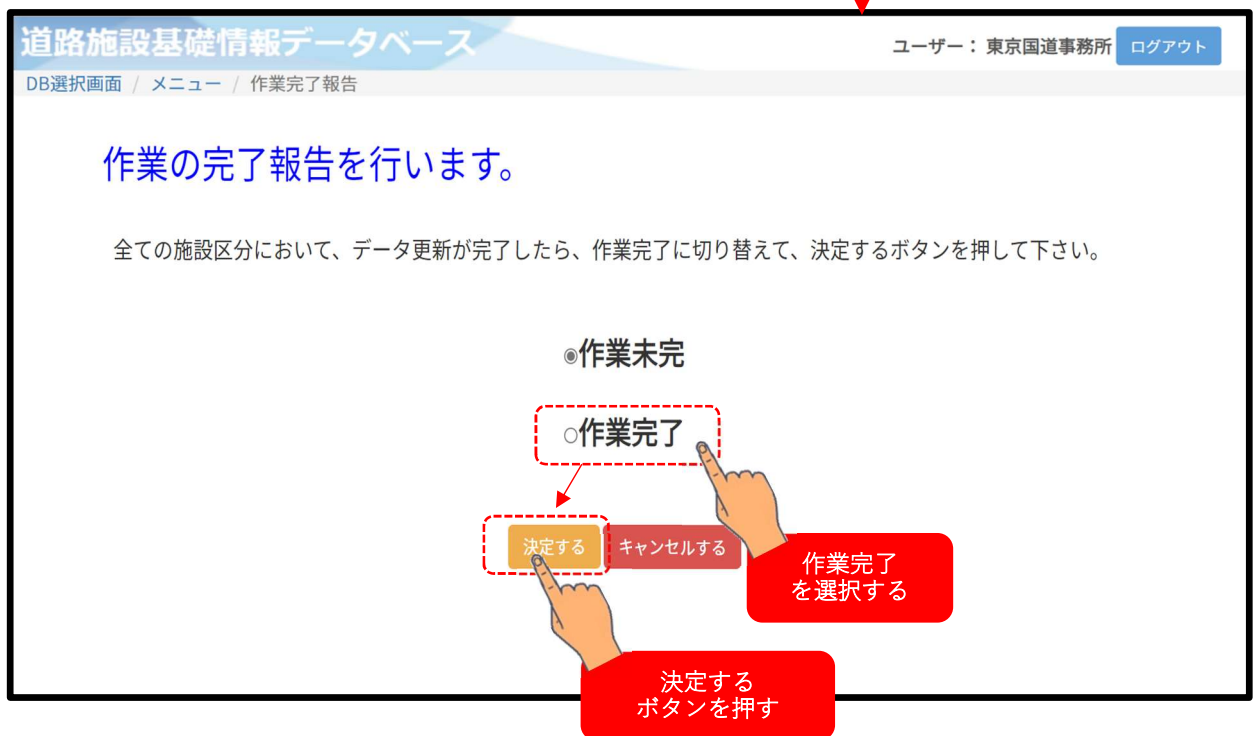 道路施設基礎情報データベース
ユーザー： 東京国道事務所 ログアウト
DB選択画面 / メニュー / 作業完了報告
作業の完了報告を行います。
全ての施設区分において、データ更新が完了したら、作業完了に切り替えて、決定するボタンを押して下さい。
◉作業未完
○作業完了
決定する キャンセルする
作業完了
を選択する
決定する
ボタンを押す